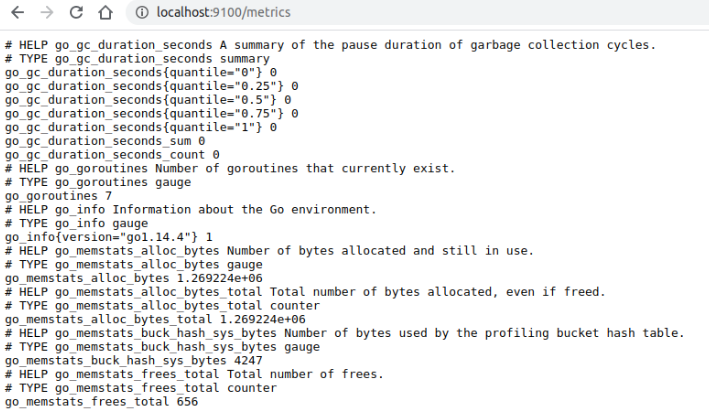 localhost:9100/metrics
# HELP go_gc_duration_seconds A summary of the pause duration of garbage collection cycles.
# TYPE go_gc_duration_seconds summary
go_gc_duration_seconds{quantile="0"} 0
go_gc_duration_seconds{quantile="0.25"} 0
go_gc_duration_seconds{quantile="0.5"} 0
go_gc_duration_seconds{quantile="0.75"} 0
go_gc_duration_seconds{quantile="1"} 0
go_gc_duration_seconds_sum 0
go_gc_duration_seconds_count 0
# HELP go_goroutines Number of goroutines that currently exist.
# TYPE go_goroutines gauge
go_goroutines 7
# HELP go_info Information about the Go environment.
# TYPE go_info gauge
go_info{version="go1.14.4"} 1
# HELP go_memstats_alloc_bytes Number of bytes allocated and still in use.
# TYPE go_memstats_alloc_bytes gauge
go_memstats_alloc_bytes 1.269224e+06
# HELP go_memstats_alloc_bytes_total Total number of bytes allocated, even if freed.
# TYPE go_memstats_alloc_bytes_total counter
go_memstats_alloc_bytes_total 1.269224e+06
# HELP go_memstats_buck_hash_sys_bytes Number of bytes used by the profiling bucket hash table.
# TYPE go_memstats_buck_hash_sys_bytes gauge
go_memstats_buck_hash_sys_bytes 4247
# HELP go_memstats_frees_total Total number of frees.
# TYPE go_memstats_frees_total counter
go_memstats_frees_total 656